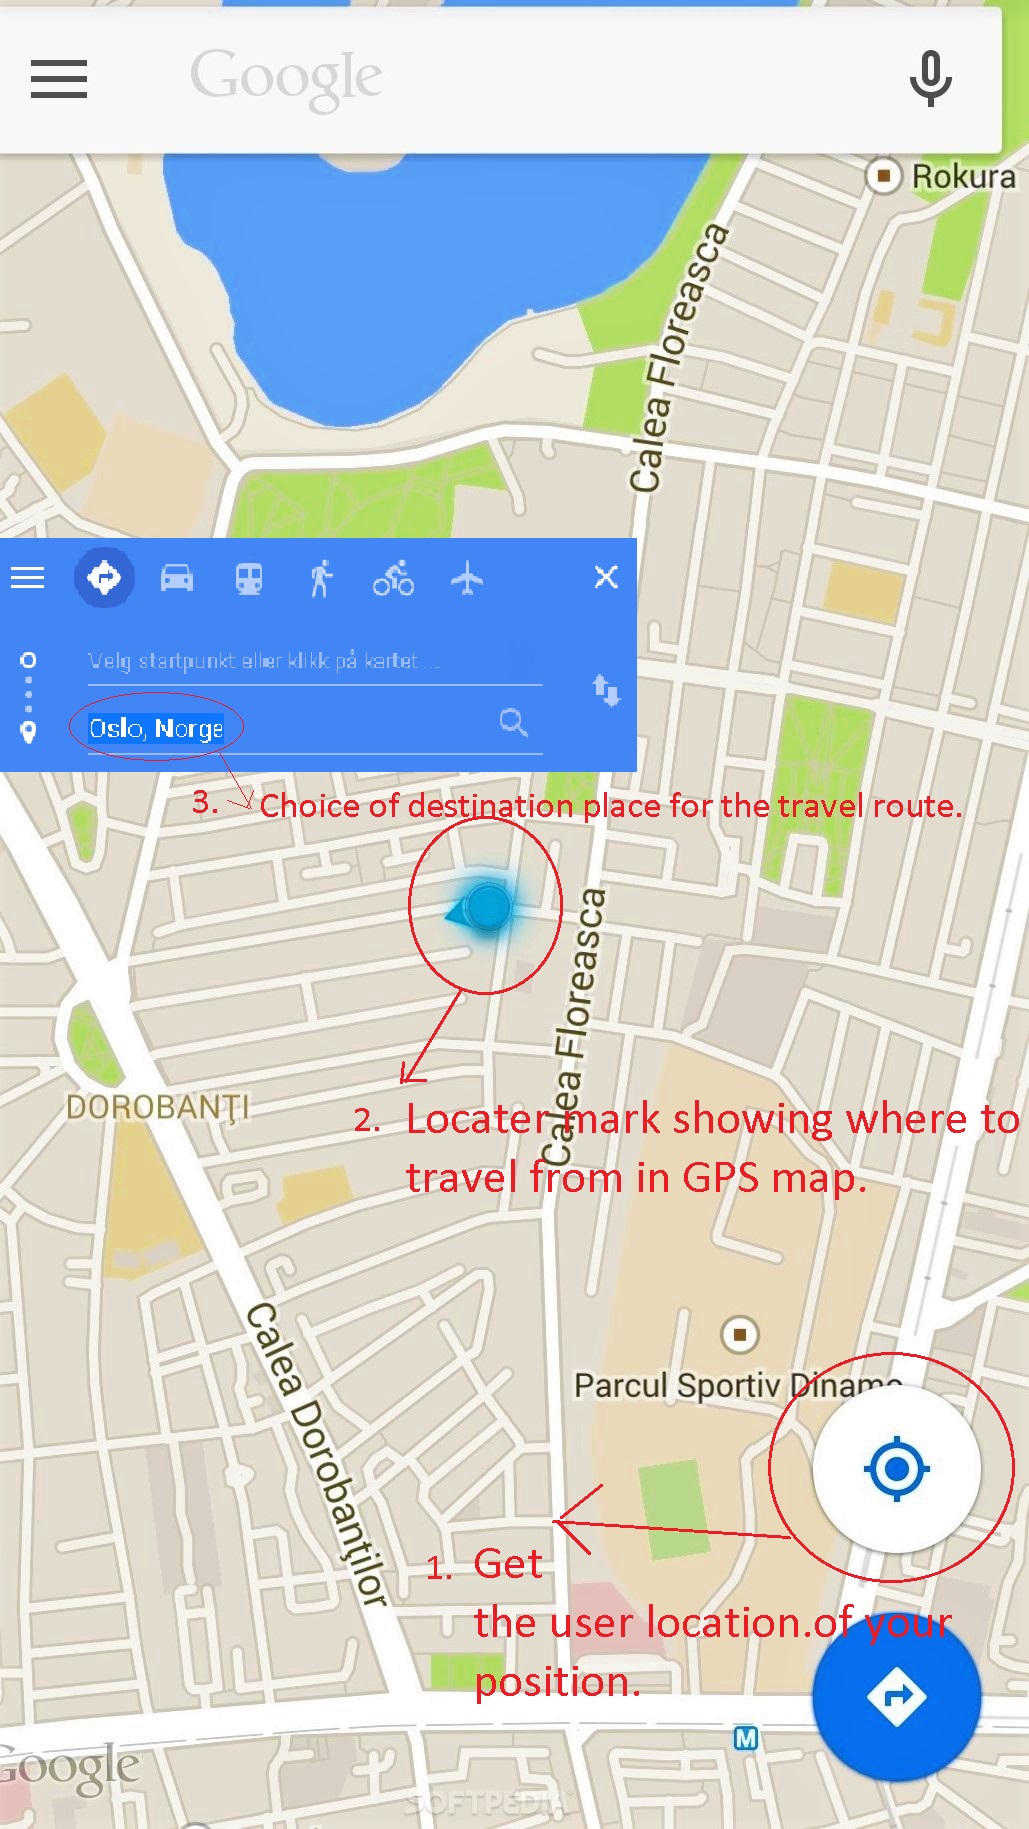 Google
Rokura
Calea Floreasca
Velg startpunkt eller klikk på kartet ...
Oslo, Norge
3. Choice of destination place for the travel route.
Calea Floreasca
DOROBANȚI
2. Locater mark showing where to
travel from in GPS map.
Calea Dorobanților
Parcul Sportiv Dinamo
1. Get
the user location.of your
position.
M
Google
SOFTPEDIA